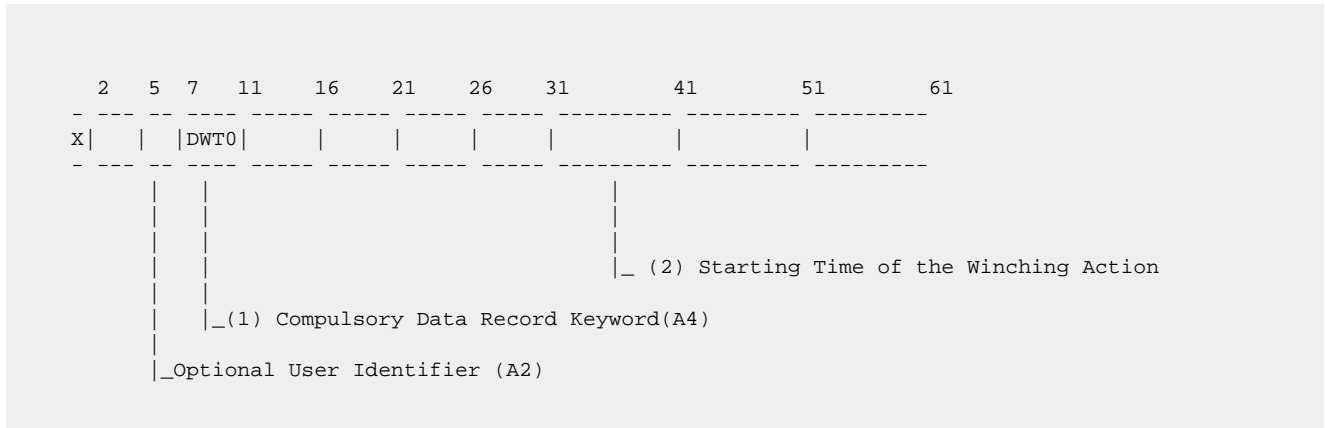 2   5  7   11    16    21    26    31        41        51        61
- --- -- ---- ----- ----- ----- ----- --------- --------- ---------
X|   |  |DWT0|     |     |     |     |         |         |
- --- -- ---- ----- ----- ----- ----- --------- --------- ---------
      |   |                               |
      |   |                               |
      |   |                               |
      |   |                               |_ (2) Starting Time of the Winching Action
      |   |
      |   |_(1) Compulsory Data Record Keyword(A4)
      |
      |_Optional User Identifier (A2)